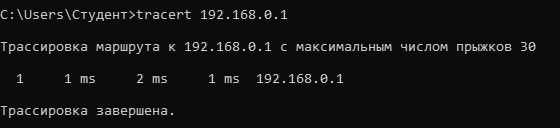 C:\Users\Студент>tracert 192.168.0.1
Трассировка маршрута к 192.168.0.1 с максимальным числом прыжков 30
1 1 ms 2 ms 1 ms 192.168.0.1
Трассировка завершена.